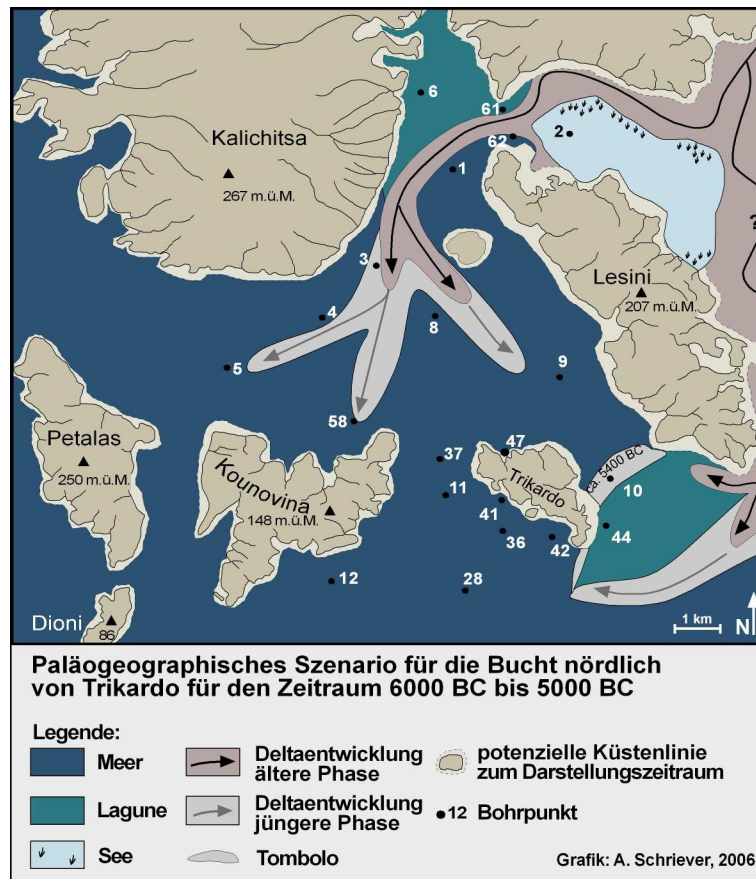 6
61
62
2
Kalichitsa
1
267 m.ü.M.
?
3
Lesini
207 m.ü.M.
4
8
5
9
58
Petalas
250 m.ü.M.
Kounovina
148 m.ü.M.
37
47
Trikardo
ca. 5400 BC
10
11
41
36
42
44
12
28
Dioni
86
1 km
N
Paläogeographisches Szenario für die Bucht nördlich
von Trikardo für den Zeitraum 6000 BC bis 5000 BC
Legende:
Meer
Lagune
See
Deltaentwicklung
ältere Phase
Deltaentwicklung
jüngere Phase
Tombolo
potenzielle Küstenlinie
zum Darstellungszeitraum
12 Bohrpunkt
Grafik: A. Schriever, 2006